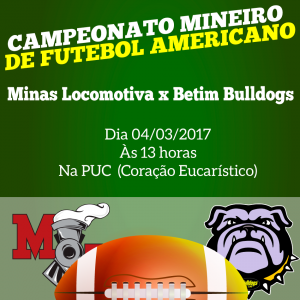 CAMPEONATO MINEIRO
DE FUTEBOL AMERICANO
Minas Locomotiva x Betim Bulldogs
Dia 04/03/2017
Às 13 horas
Na PUC (Coração Eucarístico)